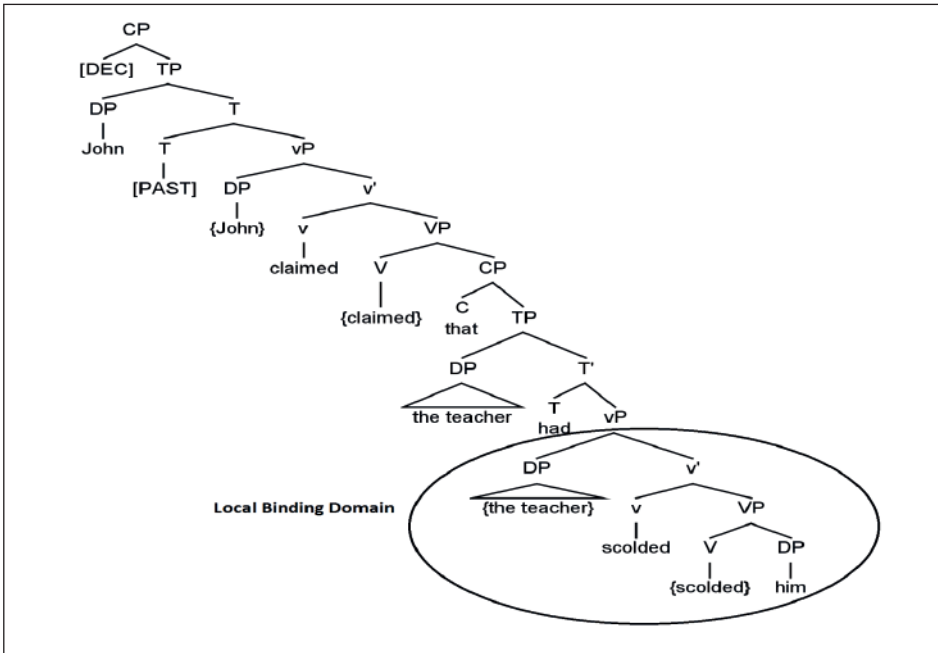 CP
[DEC] TP
DP T
John T vP
[PAST] DP v'
{John} v VP
claimed V CP
{claimed} C TP
that
DP T'
the teacher T vP
had
DP v'
Local Binding Domain {the teacher} v VP
scolded V DP
{scolded} him